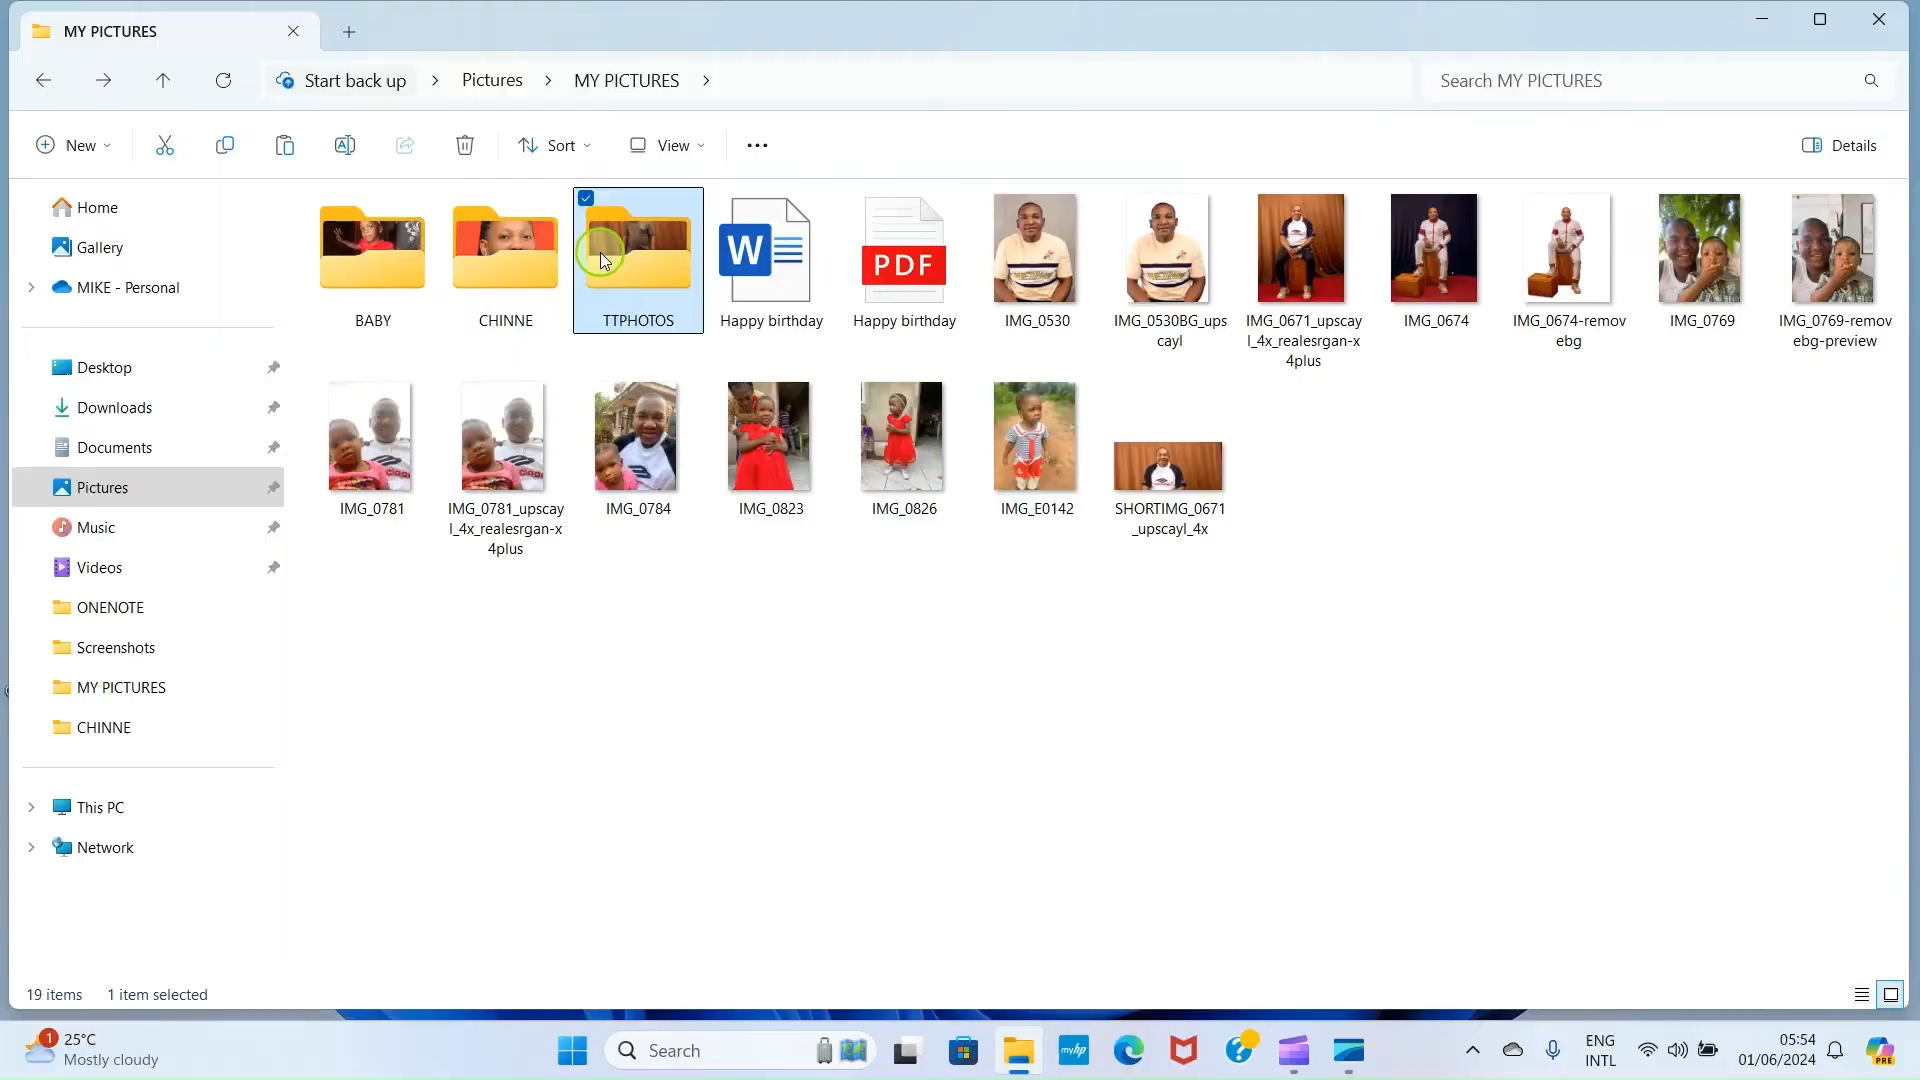 MY PICTURES
Start back up > Pictures > MY PICTURES >
Search MY PICTURES
New
Sort
View
Details
Home
Gallery
MIKE - Personal
Desktop
Downloads
Documents
Pictures
Music
Videos
ONENOTE
Screenshots
MY PICTURES
CHINNE
This PC
Network
W
PDF
BABY
CHINNE
TTPHOTOS
Happy birthday
Happy birthday
IMG_0530
IMG_0530BG_ups
cayl
IMG_0671_upscay
l_4x_realesrgan-x
4plus
IMG_0674
IMG_0674-remov
ebg
IMG_0769
IMG_0769-remov
ebg-preview
IMG_0781
IMG_0781_upscay
l_4x_realesrgan-x
4plus
IMG_0784
IMG_0823
IMG_0826
IMG_E0142
SHORTIMG_0671
_upscayl_4x
19 items
1 item selected
1
25°C
Mostly cloudy
Search
myhp
ENG
INTL
05:54
01/06/2024
PRE